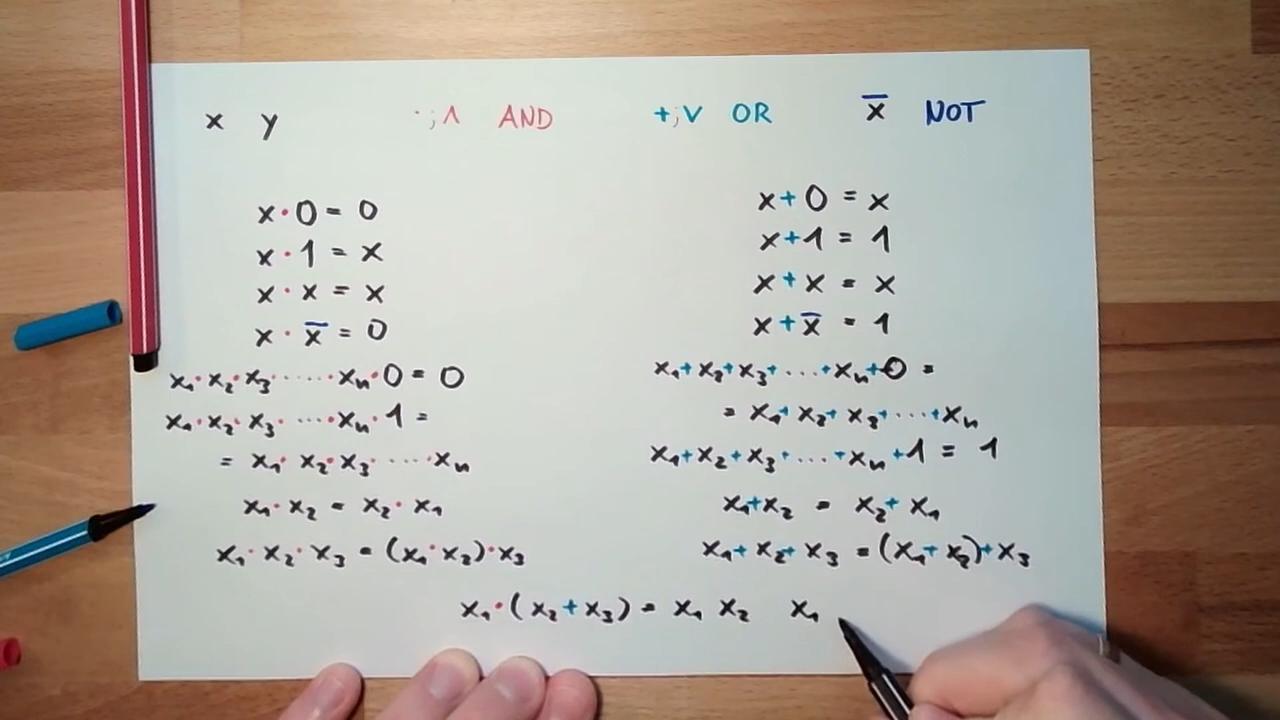 x y ·;∧ AND +;∨ OR x̅ NOT
x·0 = 0
x·1 = x
x·x = x
x·x̅ = 0
x₁·x₂·x₃·.....·xₙ·0 = 0
x₁·x₂·x₃·....·xₙ·1 =
= x₁·x₂·x₃·....·xₙ
x₁·x₂ = x₂·x₁
x₁·x₂·x₃ = (x₁·x₂)·x₃
x+0 = x
x+1 = 1
x+x = x
x+x̅ = 1
x₁+x₂+x₃+....+xₙ+0 =
= x₁+x₂+x₃+....+xₙ
x₁+x₂+x₃+....+xₙ+1 = 1
x₁+x₂ = x₂+x₁
x₁+x₂+x₃ = (x₁+x₂)+x₃
x₁·(x₂+x₃) = x₁ x₂ x₁